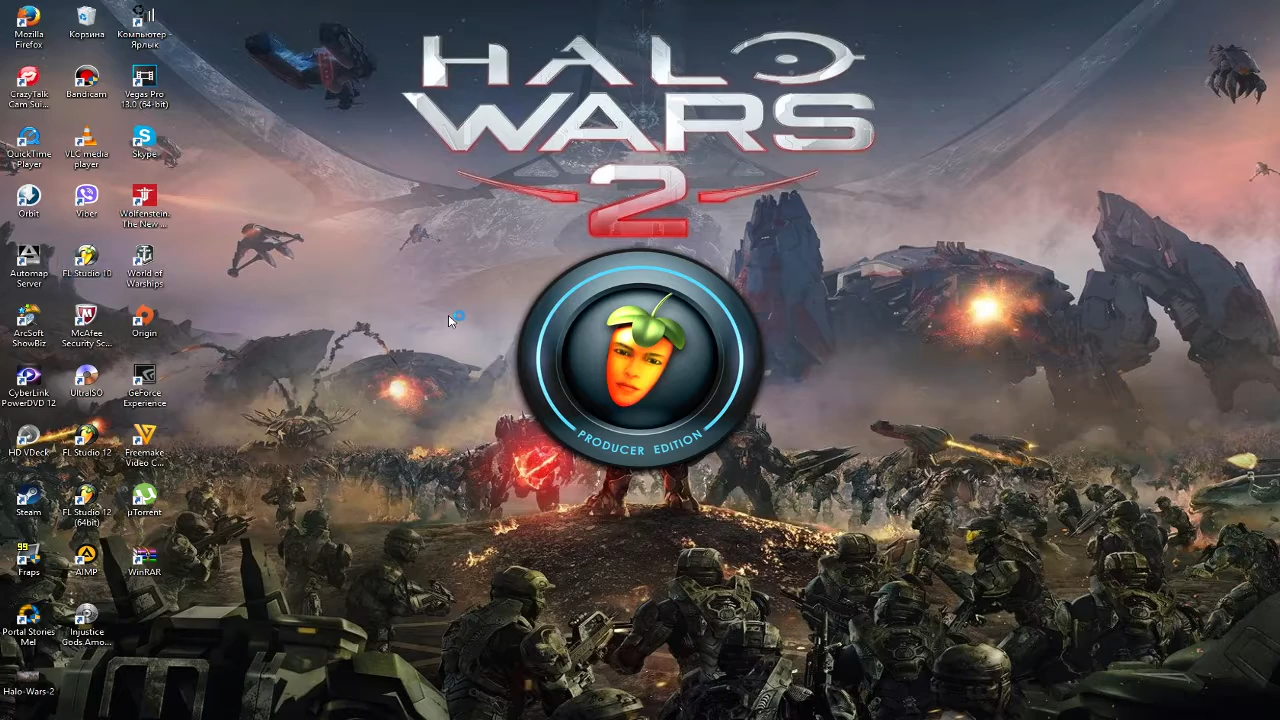 HALO
WARS
2
PRODUCER EDITION
Mozilla
Firefox
Корзина
Компьютер -
Ярлык
CrazyTalk
Cam Sui...
Bandicam
Vegas Pro
13.0 (64-bit)
QuickTime
Player
VLC media
player
Skype
Orbit
Viber
Wolfenstein.
The New ...
Automap
Server
FL Studio 10
World of
Warships
ArcSoft
ShowBiz
McAfee
Security Sc...
Origin
CyberLink
PowerDVD 12
UltraISO
GeForce
Experience
HD VDeck
FL Studio 12
Freemake
Video C...
Steam
FL Studio 12
(64bit)
µTorrent
99
Fraps
AIMP
WinRAR
Portal Stories
Mel
Injustice
Gods Amo...
Halo-Wars-2